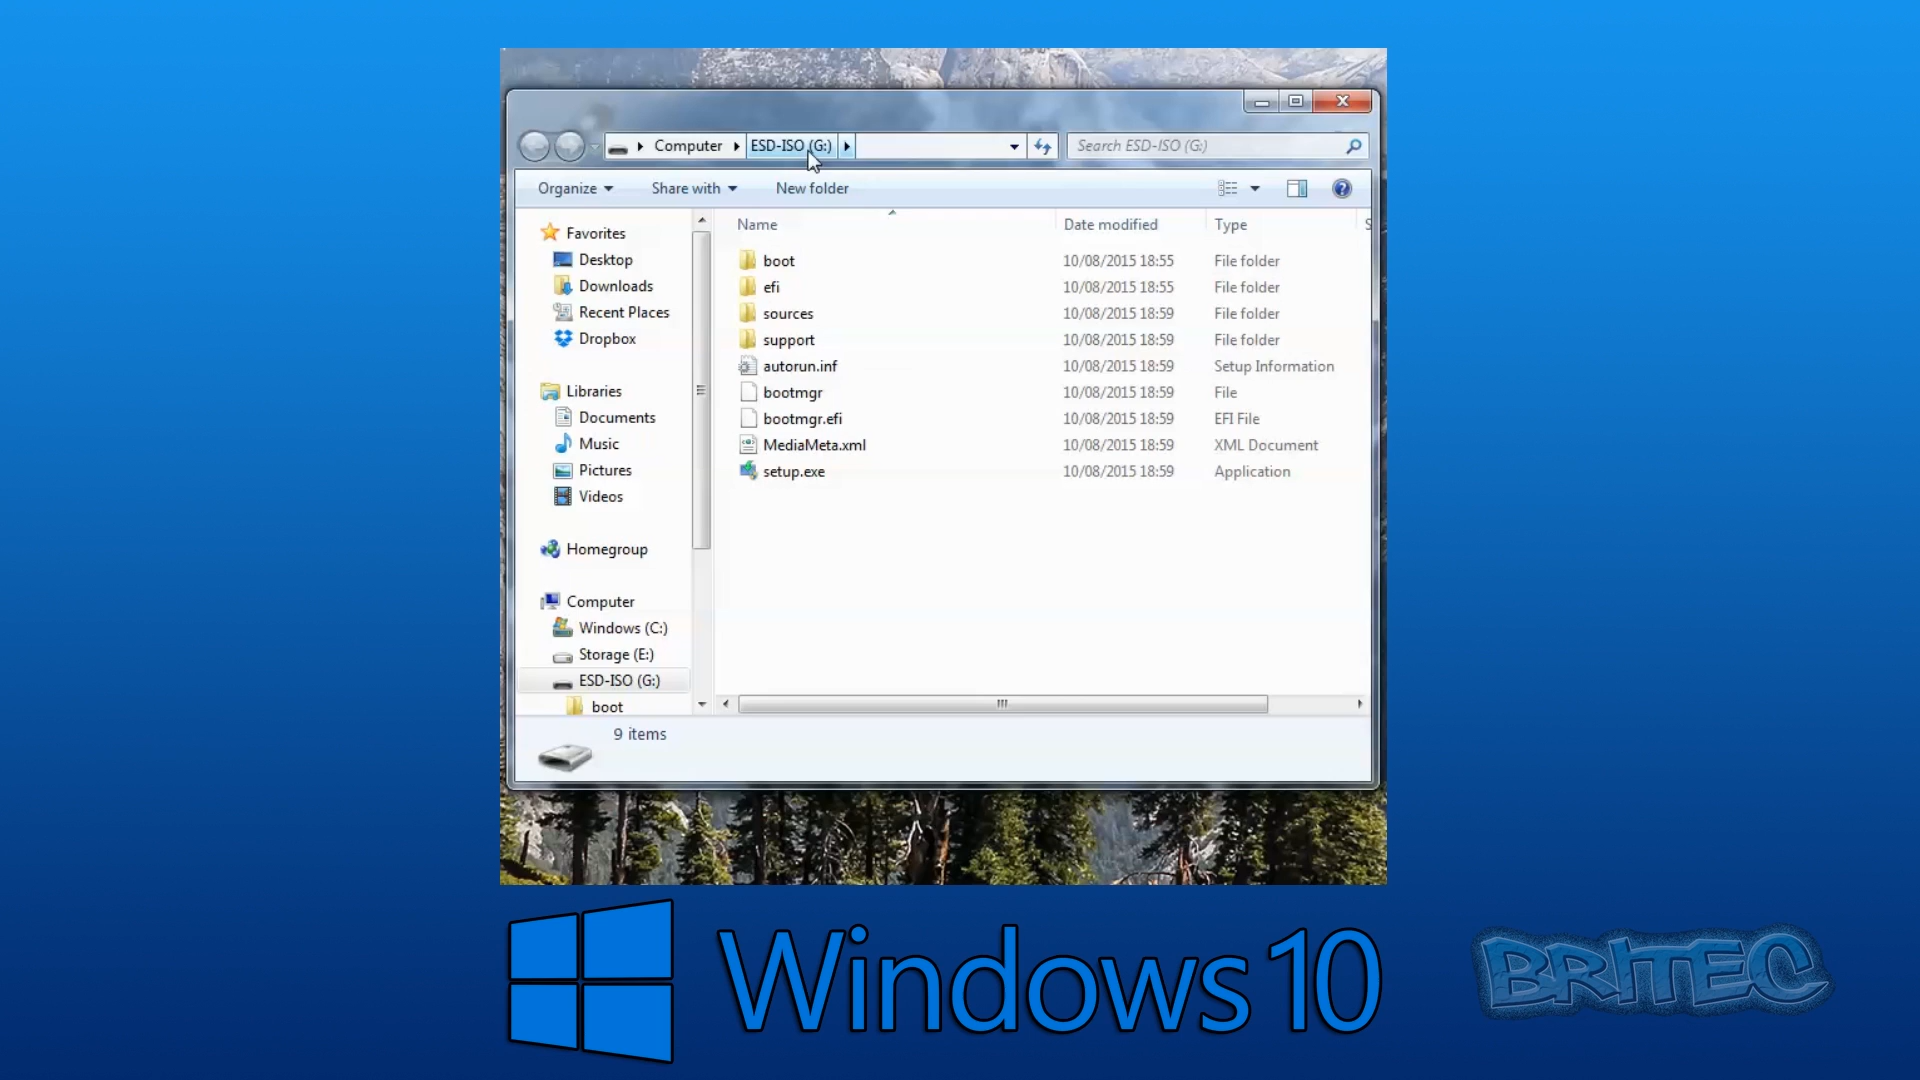 Computer ESD-ISO (G:) Search ESD-ISO (G:)
Organize Share with New folder
Name Date modified Type S
Favorites
Desktop
Downloads
Recent Places
Dropbox
Libraries
Documents
Music
Pictures
Videos
Homegroup
Computer
Windows (C:)
Storage (E:)
ESD-ISO (G:)
boot
boot 10/08/2015 18:55 File folder
efi 10/08/2015 18:55 File folder
sources 10/08/2015 18:59 File folder
support 10/08/2015 18:59 File folder
autorun.inf 10/08/2015 18:59 Setup Information
bootmgr 10/08/2015 18:59 File
bootmgr.efi 10/08/2015 18:59 EFI File
MediaMeta.xml 10/08/2015 18:59 XML Document
setup.exe 10/08/2015 18:59 Application
9 items
Windows 10
BRITEC